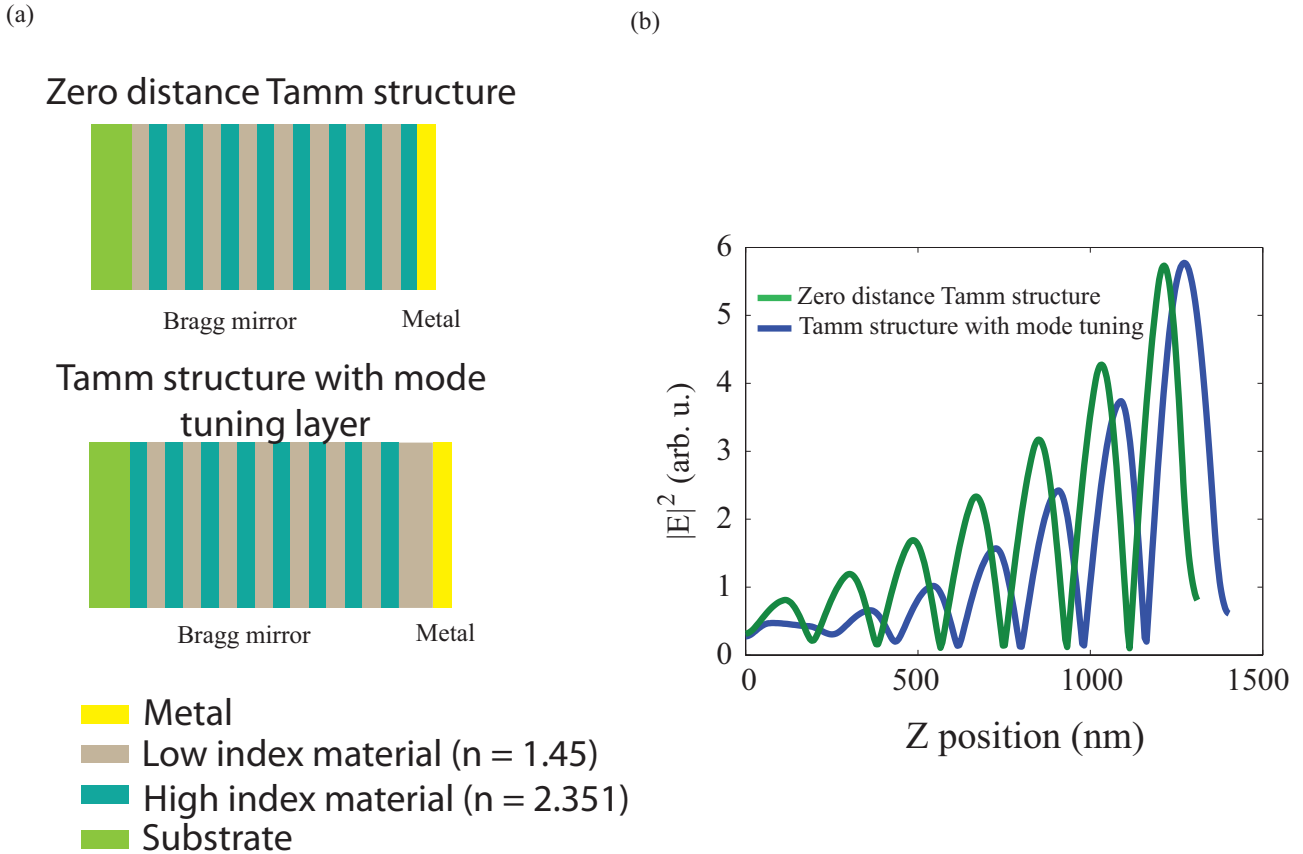 (a)
Zero distance Tamm structure
Bragg mirror
Metal
Tamm structure with mode
tuning layer
Bragg mirror
Metal
Metal
Low index material (n = 1.45)
High index material (n = 2.351)
Substrate
(b)
6
5
4
3
2
1
0
|E|² (arb. u.)
Zero distance Tamm structure
Tamm structure with mode tuning
0
500
1000
1500
Z position (nm)